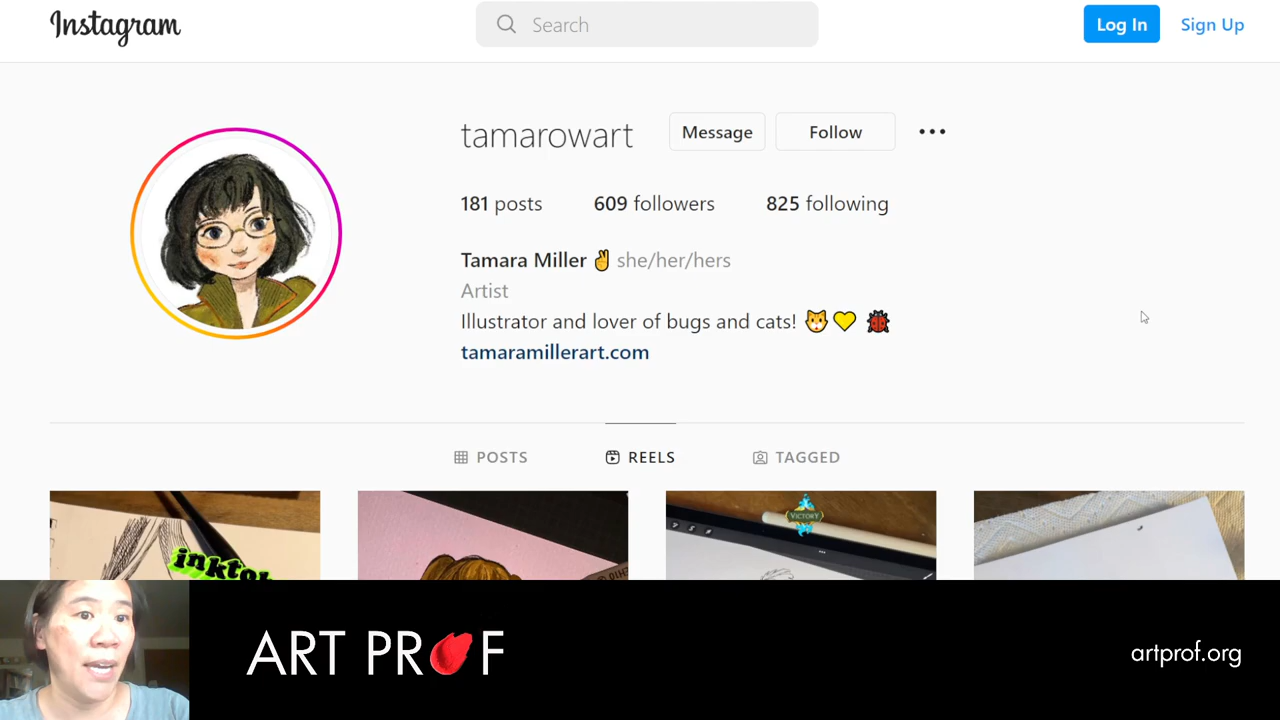 Instagram
Search
Log In
Sign Up
tamarowart
Message
Follow
181 posts
609 followers
825 following
Tamara Miller ✌ she/her/hers
Artist
Illustrator and lover of bugs and cats! 🐱💛 🐞
tamaramillerart.com
POSTS
REELS
TAGGED
VICTORY
ART PROF
artprof.org